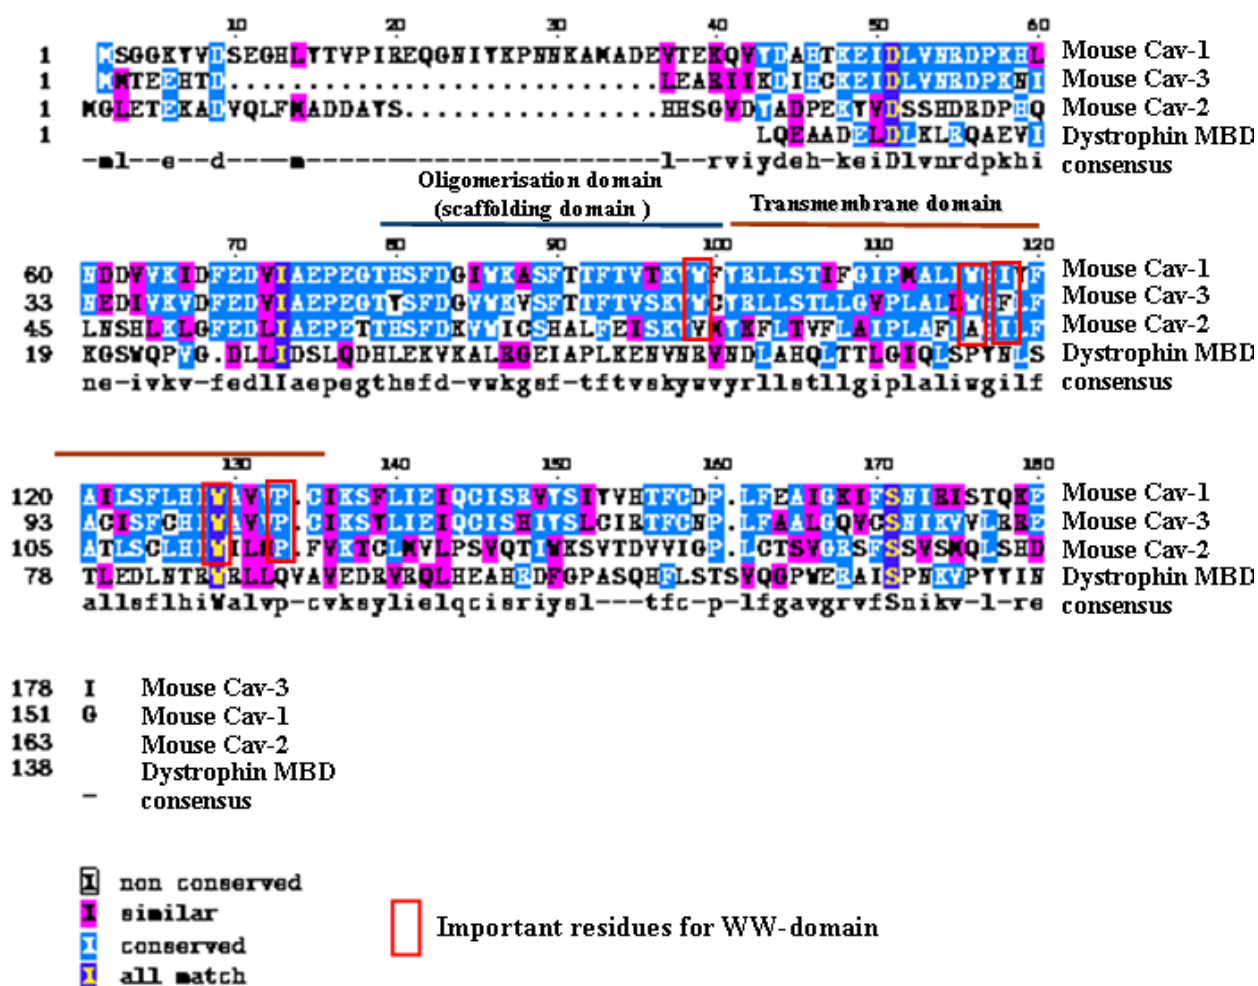 10 20 30 40 50 60
1 MSGGKYVDSEGHLYTVPIREQGNIYKPNNKAMADEVTEKQVYDAHTKEIDLVNRDPKHL Mouse Cav-1
1 MMTEEHTD...........................LEARIIKDIHCKEIDLVNRDPKNI Mouse Cav-3
1 MGLETEKADVQLFMADDAYS................HHSGVDYADPEKYVDSSHDRDPHQ Mouse Cav-2
1 LQEAADELDLKLRQAEVI Dystrophin MBD
-ml--e--d----m----------------------l--rviydeh-keiDlvnrdpkhi consensus
Oligomerisation domain
(scaffolding domain ) Transmembrane domain
70 80 90 100 110 120
60 NDDVVKIDFEDVIAEPEGTHSFDGIWKASFTTFTVTKYWFYRLLSTIFGIPMALIWGIYF Mouse Cav-1
33 NEDIVKVDFEDVIAEPEGTYSFDGVWKVSFTTFTVSKYWCYRLLSTLLGVPLALLWGFLF Mouse Cav-3
45 LNSHLKLGFEDLIAEPETTHSFDKVWICSHALFEISKYVMYKFLTVFLAIPLAFIAGILF Mouse Cav-2
19 KGSWQPVG.DLLIDSLQDHLEKVKALRGEIAPLKENVNRVNDLAHQLTTLGIQLSPYNLS Dystrophin MBD
ne-ivkv-fedlIaepegthsfd-vwkgsf-tftvskywvyrllstllgiplaliwgilf consensus
130 140 150 160 170 180
120 AILSFLHIWAVVP.CIKSFLIEIQCISRVYSIYVHTFCDP.LFEAIGKIFSNIRISTQKE Mouse Cav-1
93 ACISFCHIWAVVP.CIKSYLIEIQCISHIYSLCIRTFCNP.LFAALGQVCSNIKVVLRRE Mouse Cav-3
105 ATLSCLHIWILMP.FVKTCLMVLPSVQTIWKSVTDVVIGP.LCTSVGRSFSSVSMQLSHD Mouse Cav-2
78 TLEDLNTRWRLLQVAVEDRVRQLHEAHRDFGPASQHFLSTSVQGPWERAISPNKVPYYIN Dystrophin MBD
allsflhiWalvp-cvksylielqcisriysl---tfc-p-lfgavgrvfSnikv-l-re consensus
178 I Mouse Cav-3
151 G Mouse Cav-1
163 Mouse Cav-2
138 Dystrophin MBD
- consensus
I non conserved
I similar
I conserved
I all match
Important residues for WW-domain